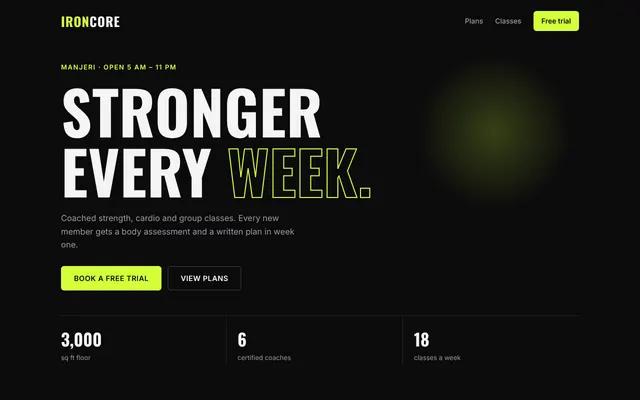 IRONCORE
Plans
Classes
Free trial
MANJERI · OPEN 5 AM – 11 PM
STRONGER
EVERY WEEK.
Coached strength, cardio and group classes. Every new
member gets a body assessment and a written plan in week
one.
BOOK A FREE TRIAL
VIEW PLANS
3,000
sq ft floor
6
certified coaches
18
classes a week